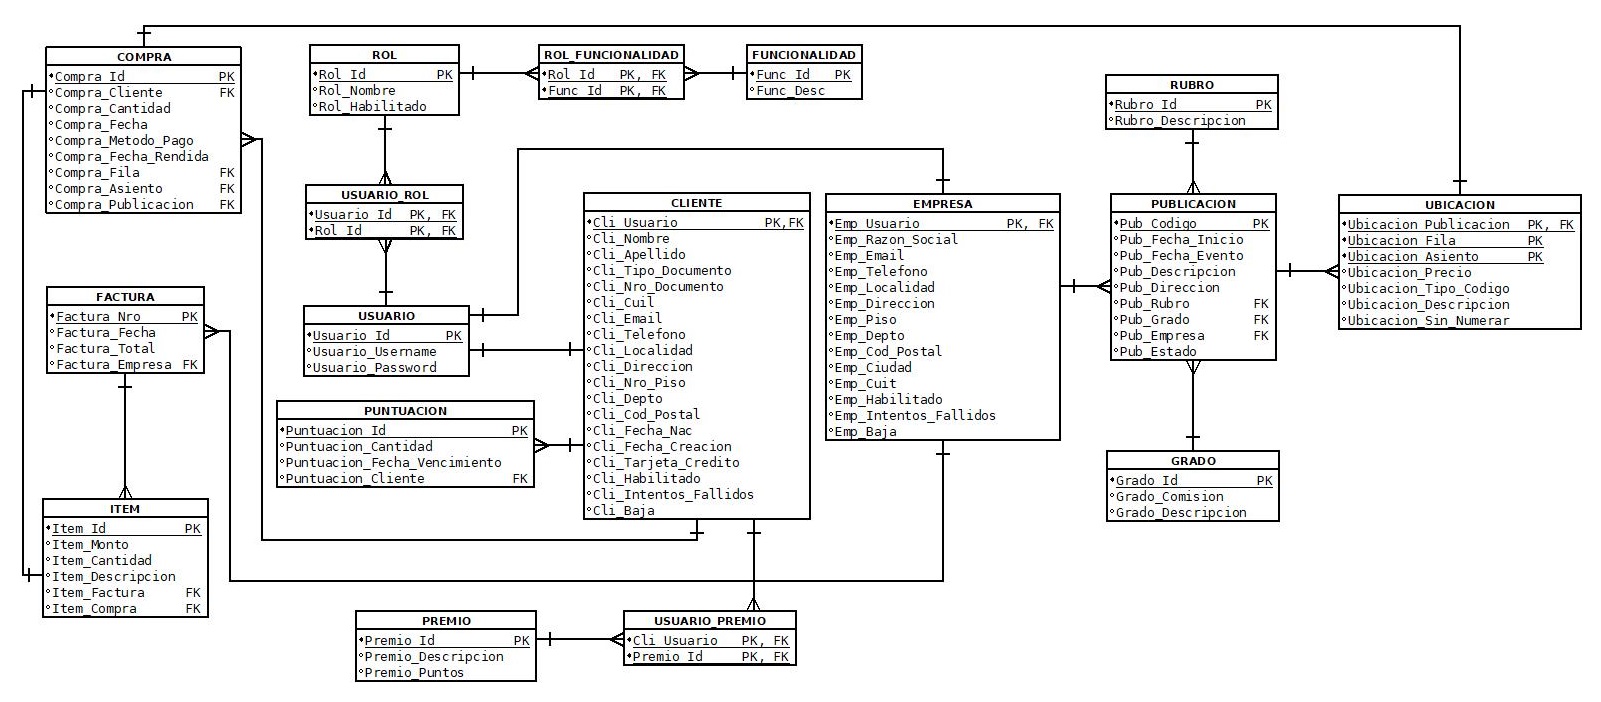 COMPRA
Compra_Id PK
Compra_Cliente FK
Compra_Cantidad
Compra_Fecha
Compra_Metodo_Pago
Compra_Fecha_Rendida
Compra_Fila FK
Compra_Asiento FK
Compra_Publicacion FK
ROL
Rol_Id PK
Rol_Nombre
Rol_Habilitado
ROL_FUNCIONALIDAD
Rol_Id PK, FK
Func_Id PK, FK
FUNCIONALIDAD
Func_Id PK
Func_Desc
RUBRO
Rubro_Id PK
Rubro_Descripcion
USUARIO_ROL
Usuario_Id PK, FK
Rol_Id PK, FK
CLIENTE
Cli_Usuario PK,FK
Cli_Nombre
Cli_Apellido
Cli_Tipo_Documento
Cli_Nro_Documento
Cli_Cuil
Cli_Email
Cli_Telefono
Cli_Localidad
Cli_Direccion
Cli_Nro_Piso
Cli_Depto
Cli_Cod_Postal
Cli_Fecha_Nac
Cli_Fecha_Creacion
Cli_Tarjeta_Credito
Cli_Habilitado
Cli_Intentos_Fallidos
Cli_Baja
EMPRESA
Emp_Usuario PK, FK
Emp_Razon_Social
Emp_Email
Emp_Telefono
Emp_Localidad
Emp_Direccion
Emp_Piso
Emp_Depto
Emp_Cod_Postal
Emp_Ciudad
Emp_Cuit
Emp_Habilitado
Emp_Intentos_Fallidos
Emp_Baja
PUBLICACION
Pub_Codigo PK
Pub_Fecha_Inicio
Pub_Fecha_Evento
Pub_Descripcion
Pub_Direccion
Pub_Rubro FK
Pub_Grado FK
Pub_Empresa FK
Pub_Estado
UBICACION
Ubicacion_Publicacion PK, FK
Ubicacion_Fila PK
Ubicacion_Asiento PK
Ubicacion_Precio
Ubicacion_Tipo_Codigo
Ubicacion_Descripcion
Ubicacion_Sin_Numerar
FACTURA
Factura_Nro PK
Factura_Fecha
Factura_Total
Factura_Empresa FK
USUARIO
Usuario_Id PK
Usuario_Username
Usuario_Password
PUNTUACION
Puntuacion_Id PK
Puntuacion_Cantidad
Puntuacion_Fecha_Vencimiento
Puntuacion_Cliente FK
GRADO
Grado_Id PK
Grado_Comision
Grado_Descripcion
ITEM
Item_Id PK
Item_Monto
Item_Cantidad
Item_Descripcion
Item_Factura FK
Item_Compra FK
PREMIO
Premio_Id PK
Premio_Descripcion
Premio_Puntos
USUARIO_PREMIO
Cli_Usuario PK, FK
Premio_Id PK, FK